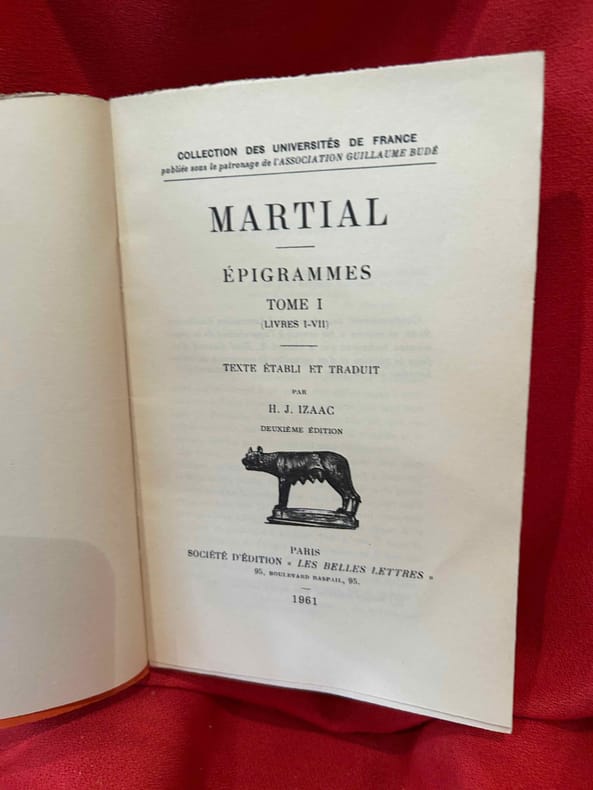 COLLECTION DES UNIVERSITÉS DE FRANCE
publiée sous le patronage de l'ASSOCIATION GUILLAUME BUDÉ
MARTIAL
ÉPIGRAMMES
TOME I
(LIVRES I-VII)
TEXTE ÉTABLI ET TRADUIT
PAR
H. J. IZAAC
DEUXIÈME ÉDITION
PARIS
SOCIÉTÉ D'ÉDITION « LES BELLES LETTRES »
95, BOULEVARD RASPAIL, 95.
1961